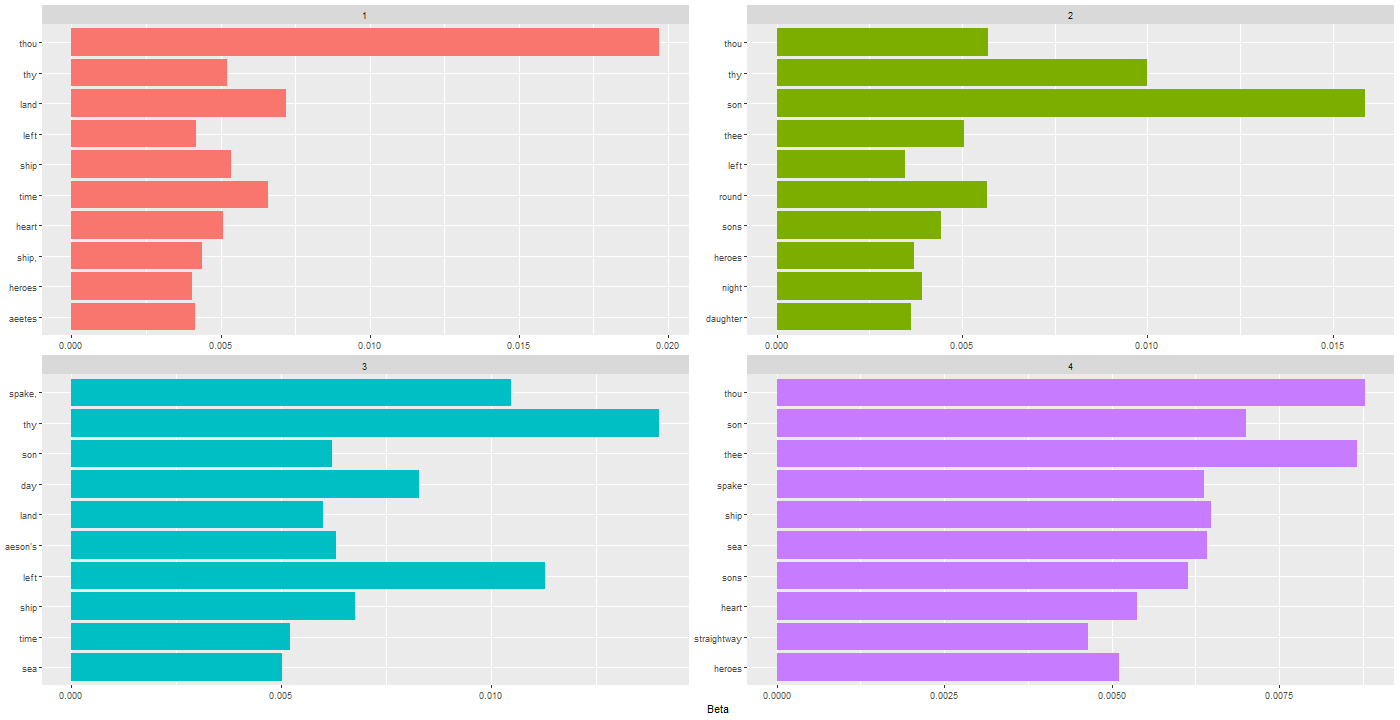 1
thou
thy
land
left
ship
time
heart
ship,
heroes
aeetes
0.000 0.005 0.010 0.015 0.020
2
thou
thy
son
thee
left
round
sons
heroes
night
daughter
0.000 0.005 0.010 0.015
3
spake,
thy
son
day
land
aeson's
left
ship
time
sea
0.000 0.005 0.010
4
thou
son
thee
spake
ship
sea
sons
heart
straightway
heroes
0.0000 0.0025 0.0050 0.0075
Beta